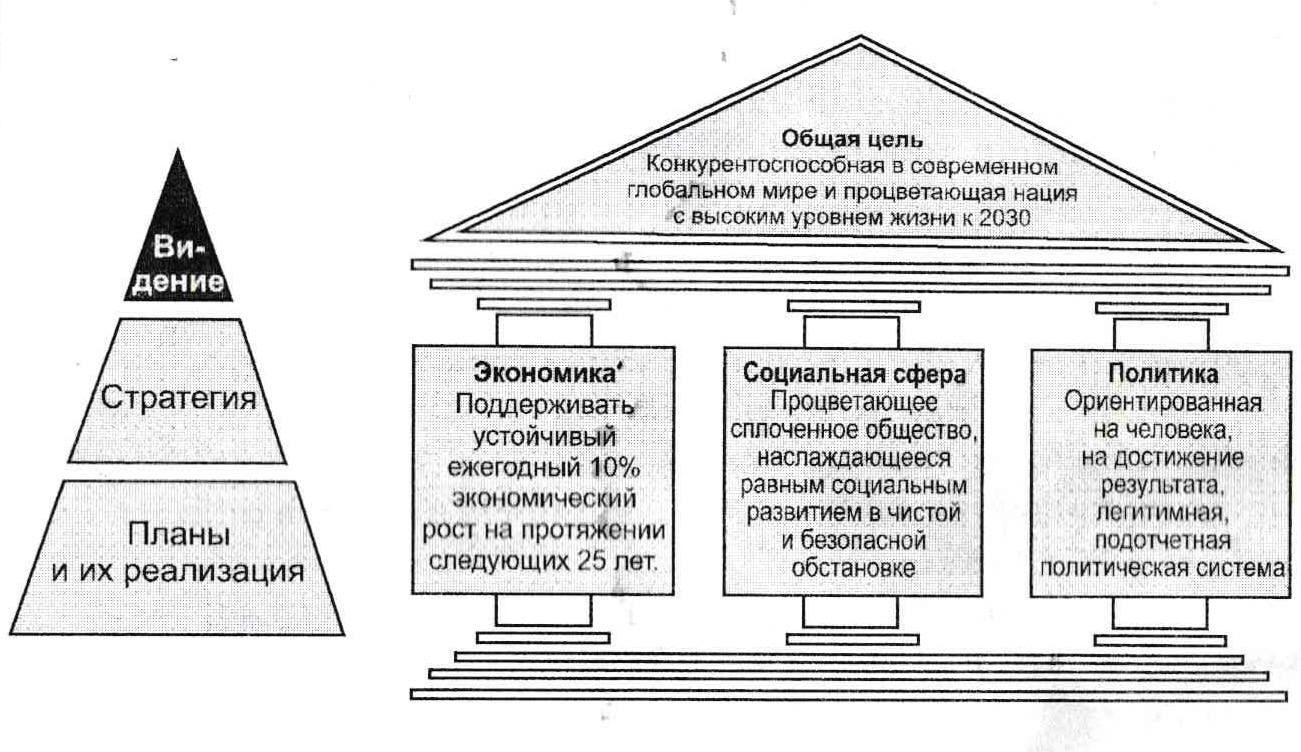 Ви-
дение
Стратегия
Планы
и их реализация
Общая цель
Конкурентоспособная в современном
глобальном мире и процветающая нация
с высоким уровнем жизни к 2030
Экономика
Поддерживать
устойчивый
ежегодный 10%
экономический
рост на протяжении
следующих 25 лет.
Социальная сфера
Процветающее
сплоченное общество,
наслаждающееся
равным социальным
развитием в чистой
и безопасной
обстановке
Политика
Ориентированная
на человека,
на достижение
результата,
легитимная,
подотчетная
политическая система